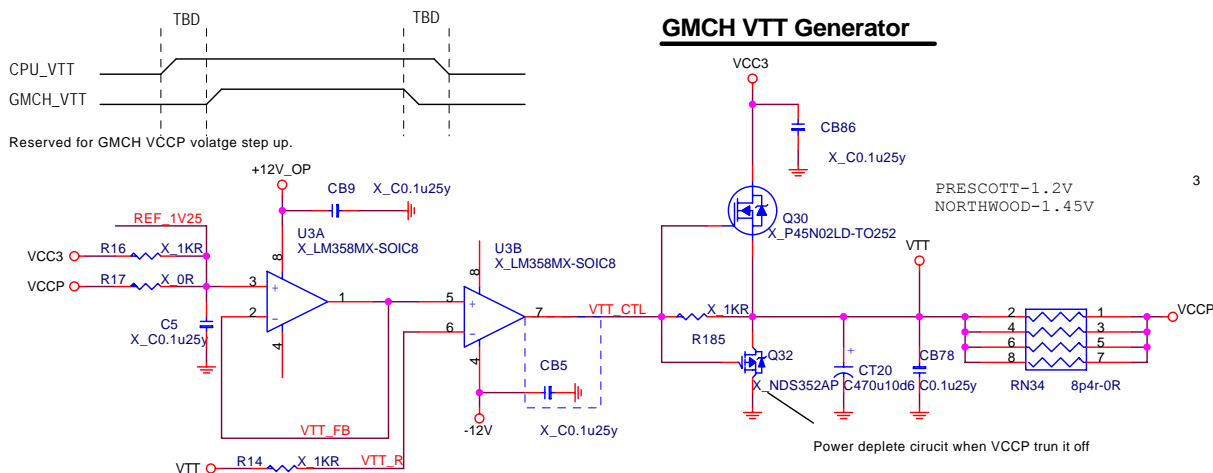 TBD
TBD
GMCH VTT Generator
CPU_VTT
GMCH_VTT
Reserved for GMCH VCCP volatge step up.
VCC3
CB86
X_C0.1u25y
+12V_OP
CB9
X_C0.1u25y
PRESCOTT-1.2V
NORTHWOOD-1.45V
3
REF_1V25
U3A
X_LM358MX-SOIC8
U3B
X_LM358MX-SOIC8
Q30
X_P45N02LD-TO252
VTT
VCC3
R16
X_1KR
VCCP
R17
X_0R
8
3
+
1
2
-
4
C5
X_C0.1u25y
8
5
+
7
6
-
4
VTT_CTL
X_1KR
R185
Q32
X_NDS352AP
+
CT20
C470u10d6
CB78
C0.1u25y
2
1
4
3
6
5
8
7
VCCP
RN34
8p4r-0R
CB5
X_C0.1u25y
-12V
VTT_FB
VTT
R14
X_1KR
VTT_R
Power deplete cirucit when VCCP trun it off